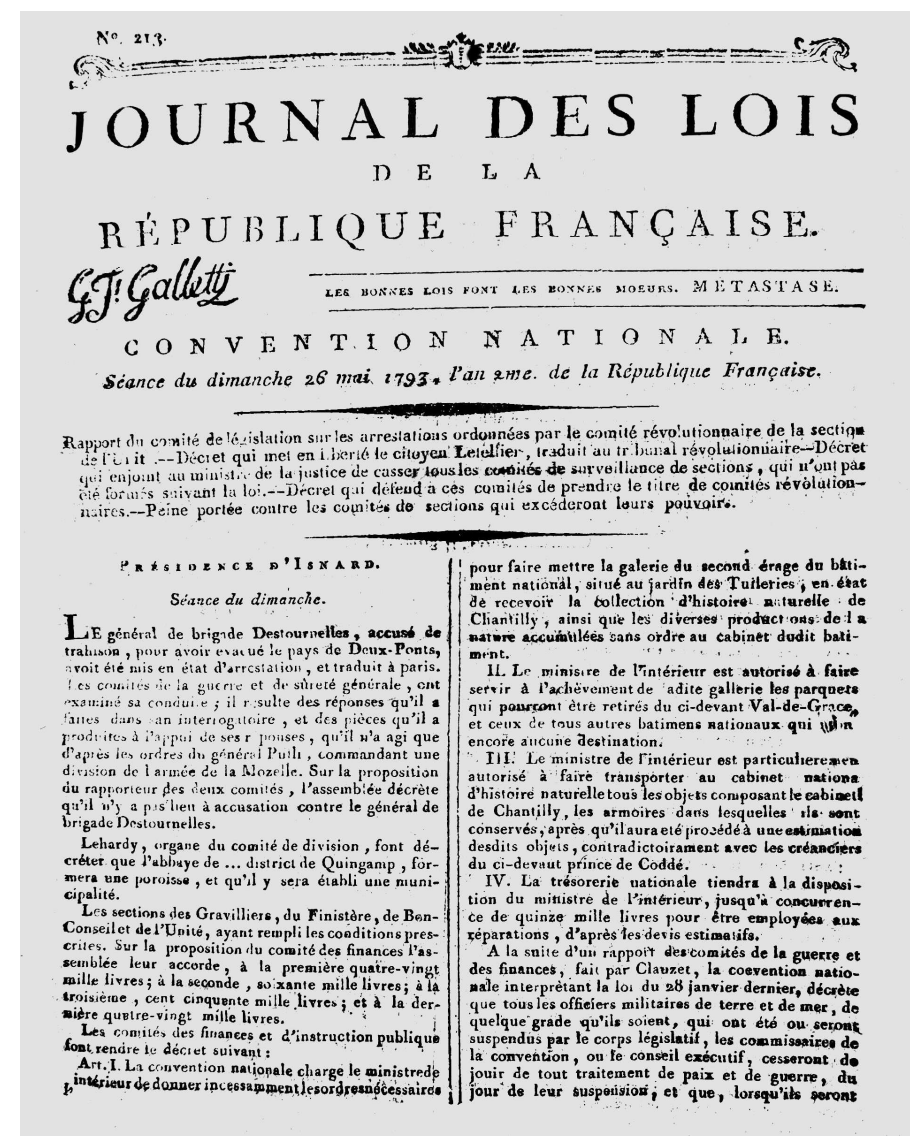 Nº. 213.
JOURNAL DES LOIS
DE LA
RÉPUBLIQUE FRANÇAISE.
G. Fs. Galletti
LES BONNES LOIS FONT LES BONNES MOEURS. METASTASE.
CONVENTION NATIONALE.
Séance du dimanche 26 mai 1793, l'an 2me. de la République Française.
Rapport du comité de législation sur les arrestations ordonnées par le comité révolutionnaire de la section
de l'Unité.--Décret qui met en liberté le citoyen Letellier, traduit au tribunal révolutionnaire--Décret
qui enjoint au ministre de la justice de casser tous les comités de surveillance de sections, qui n'ont pas
été formés suivant la loi.--Décret qui défend à ces comités de prendre le titre de comités révolution-
naires.--Peine portée contre les comités de sections qui excéderont leurs pouvoirs.
PRÉSIDENCE D'ISNARD.
Séance du dimanche.
LE général de brigade Destournelles, accusé de
trahison, pour avoir evacué le pays de Deux-Ponts,
avoit été mis en état d'arrestation, et traduit à paris.
Les comités de la guerre et de sûreté générale, ont
examiné sa conduite; il résulte des réponses qu'il a
faites dans son interrogatoire, et des pièces qu'il a
produites à l'appui de ses réponses, qu'il n'a agi que
d'après les ordres du général Pulli, commandant une
division de l armée de la Mozelle. Sur la proposition
du rapporteur des deux comités, l'assemblée décrète
qu'il n'y a pas lieu à accusation contre le général de
brigade Destournelles.
Lehardy, organe du comité de division, font dé-
créter que l'abbaye de ... district de Quingamp, for-
mera une poroisse, et qu'il y sera établi une muni-
cipalité.
Les sections des Gravilliers, du Finistère, de Bon-
Conseil et de l'Unité, ayant rempli les conditions pres-
crites. Sur la proposition du comité des finances l'as-
semblée leur accorde, à la première quatre-vingt
mille livres; à la seconde, soixante mille livres; à la
troisième, cent cinquente mille livres; et à la der-
nière quatre-vingt mille livres.
Les comités des finances et d'instruction publique
font rendre le décret suivant:
Art. I. La convention nationale charge le ministre de
l'intérieur de donner incessamment les ordres nécessaires
pour faire mettre la galerie du second érage du bâti-
ment national, situé au jardin des Tuileries, en état
de recevoir la collection d'histoire naturelle de
Chantilly, ainsi que les diverses productions de la
nature accumulées sans ordre au cabinet dudit bati-
ment.
II. Le ministre de l'intérieur est autorisé à faire
servir à l'achèvement de ladite gallerie les parquets
qui pourront être retirés du ci-devant Val-de-Grace,
et ceux de tous autres batimens nationaux qui n'on
encore aucune destination.
III. Le ministre de l'intérieur est particulieremen
autorisé à faire transporter au cabinet nationa
d'histoire naturelle tous les objets composant le cabinet
de Chantilly, les armoires dans lesquelles ils sont
conservés, après qu'il aura eté procédé à une estimation
desdits objets, contradictoirament avec les créanciers
du ci-devaut prince de Coddé.
IV. La trésorerie nationale tiendra à la disposi-
tion du ministre de l'intérieur, jusqu'à concurren-
ce de quinze mille livres pour être employées aux
réparations, d'après les devis estimatifs.
A la suite d'un rapport des comités de la guerre et
des finances, fait par Clauzet, la coevention natio-
nale interprétant la loi du 28 janvier dernier, décrète
que tous les officiers militaires de terre et de mer, de
quelque grade qu'ils soient, qui ont été ou seront
suspendus par le corps législatif, les commissaires de
la convention, ou le conseil exécutif, cesseront de
jouir de tout traitement de paix et de guerre, du
jour de leur suspension; et que, lorsqu'ils seront